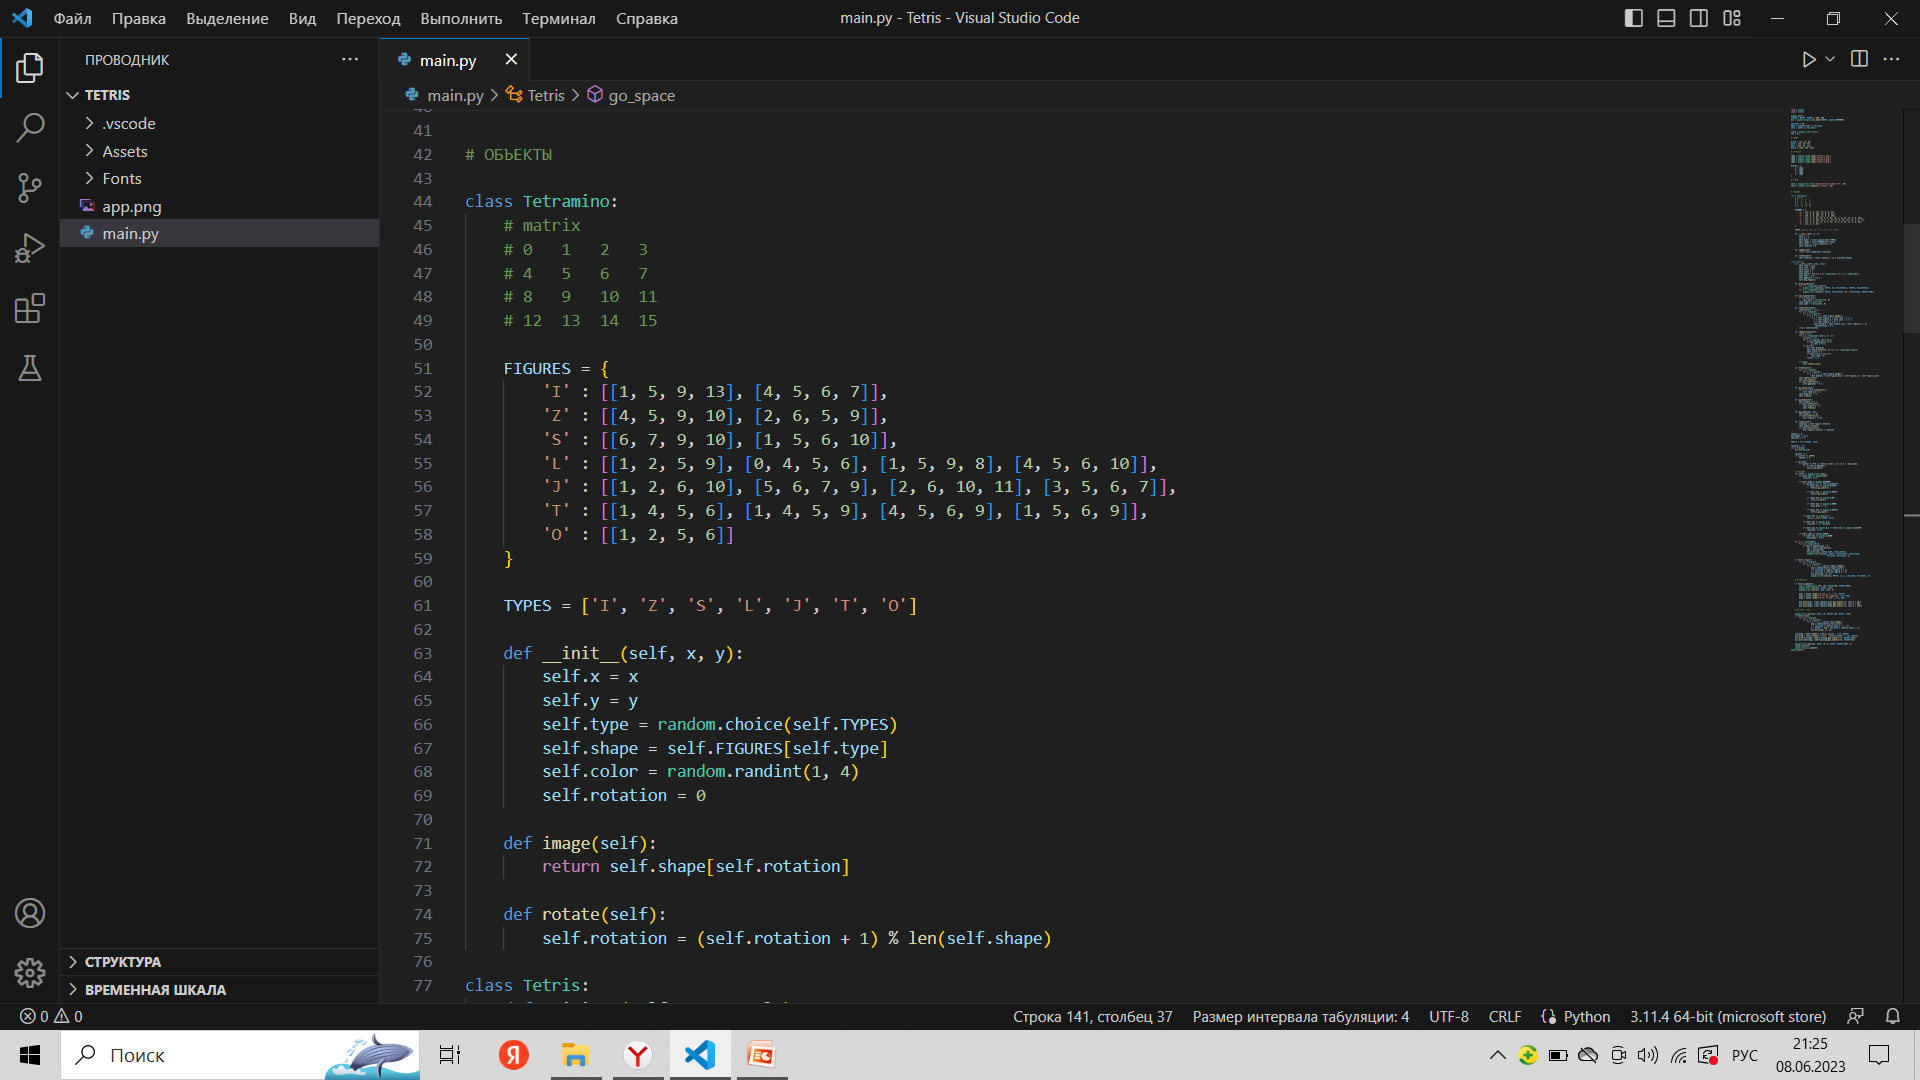 Файл Правка Выделение Вид Переход Выполнить Терминал Справка
main.py - Tetris - Visual Studio Code
ПРОВОДНИК
TETRIS
.vscode
Assets
Fonts
app.png
main.py
СТРУКТУРА
ВРЕМЕННАЯ ШКАЛА
main.py
main.py > Tetris > go_space
41
42 # ОБЪЕКТЫ
43
44 class Tetramino:
45 # matrix
46 # 0 1 2 3
47 # 4 5 6 7
48 # 8 9 10 11
49 # 12 13 14 15
50
51 FIGURES = {
52 'I' : [[1, 5, 9, 13], [4, 5, 6, 7]],
53 'Z' : [[4, 5, 9, 10], [2, 6, 5, 9]],
54 'S' : [[6, 7, 9, 10], [1, 5, 6, 10]],
55 'L' : [[1, 2, 5, 9], [0, 4, 5, 6], [1, 5, 9, 8], [4, 5, 6, 10]],
56 'J' : [[1, 2, 6, 10], [5, 6, 7, 9], [2, 6, 10, 11], [3, 5, 6, 7]],
57 'T' : [[1, 4, 5, 6], [1, 4, 5, 9], [4, 5, 6, 9], [1, 5, 6, 9]],
58 'O' : [[1, 2, 5, 6]]
59 }
60
61 TYPES = ['I', 'Z', 'S', 'L', 'J', 'T', 'O']
62
63 def __init__(self, x, y):
64 self.x = x
65 self.y = y
66 self.type = random.choice(self.TYPES)
67 self.shape = self.FIGURES[self.type]
68 self.color = random.randint(1, 4)
69 self.rotation = 0
70
71 def image(self):
72 return self.shape[self.rotation]
73
74 def rotate(self):
75 self.rotation = (self.rotation + 1) % len(self.shape)
76
77 class Tetris:
0 0
Строка 141, столбец 37 Размер интервала табуляции: 4 UTF-8 CRLF Python 3.11.4 64-bit (microsoft store)
Поиск
РУС
21:25
08.06.2023